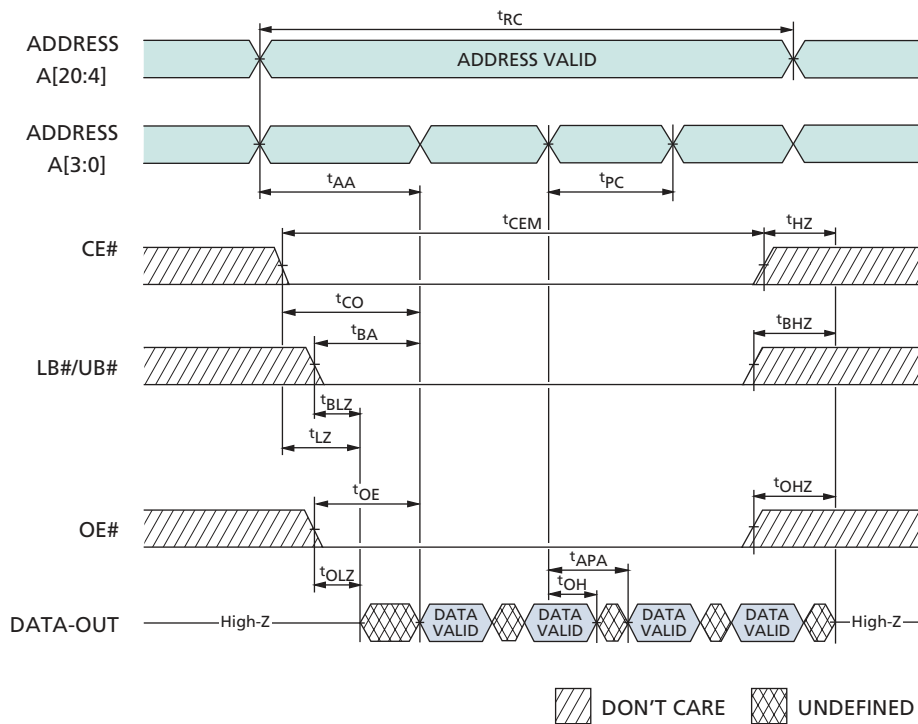 tRC
ADDRESS
A[20:4]
ADDRESS VALID
ADDRESS
A[3:0]
tAA
tPC
tCEM
tHZ
CE#
tCO
tBA
tBHZ
LB#/UB#
tBLZ
tLZ
tOE
tOHZ
OE#
tAPA
tOLZ
tOH
DATA-OUT
High-Z
DATA
VALID
DATA
VALID
DATA
VALID
DATA
VALID
High-Z
DON'T CARE
UNDEFINED